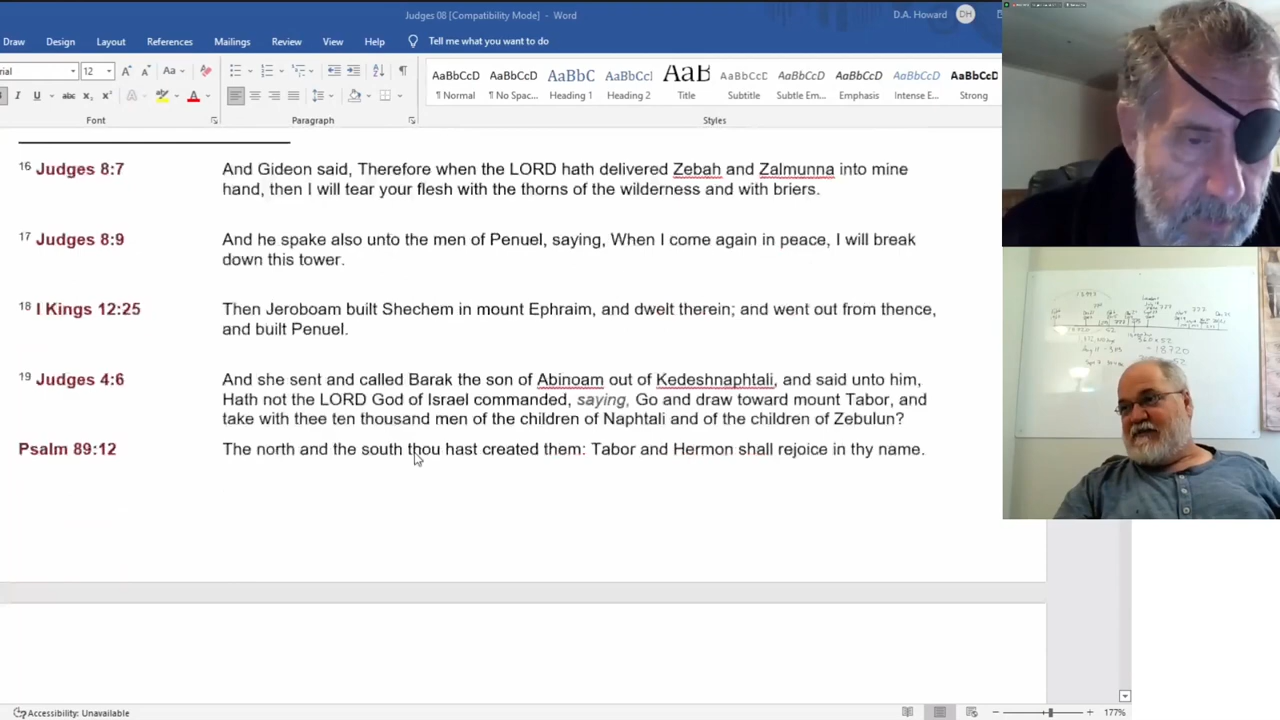 Judges 08 [Compatibility Mode] - Word
D.A. Howard DH
Draw Design Layout References Mailings Review View Help Tell me what you want to do
12 Aa
AaBbCcD AaBbCcD AaBbC AaBbCcl AaB AaBbCcD AaBbCcD AaBbCcD AaBbCcD AaBbCcD
¶ Normal ¶ No Spac... Heading 1 Heading 2 Title Subtitle Subtle Em... Emphasis Intense E... Strong
Font Paragraph Styles
16 Judges 8:7 And Gideon said, Therefore when the LORD hath delivered Zebah and Zalmunna into mine
hand, then I will tear your flesh with the thorns of the wilderness and with briers.
17 Judges 8:9 And he spake also unto the men of Penuel, saying, When I come again in peace, I will break
down this tower.
18 I Kings 12:25 Then Jeroboam built Shechem in mount Ephraim, and dwelt therein; and went out from thence,
and built Penuel.
19 Judges 4:6 And she sent and called Barak the son of Abinoam out of Kedeshnaphtali, and said unto him,
Hath not the LORD God of Israel commanded, saying, Go and draw toward mount Tabor, and
take with thee ten thousand men of the children of Naphtali and of the children of Zebulun?
Psalm 89:12 The north and the south thou hast created them: Tabor and Hermon shall rejoice in thy name.
18720
Accessibility: Unavailable
177%